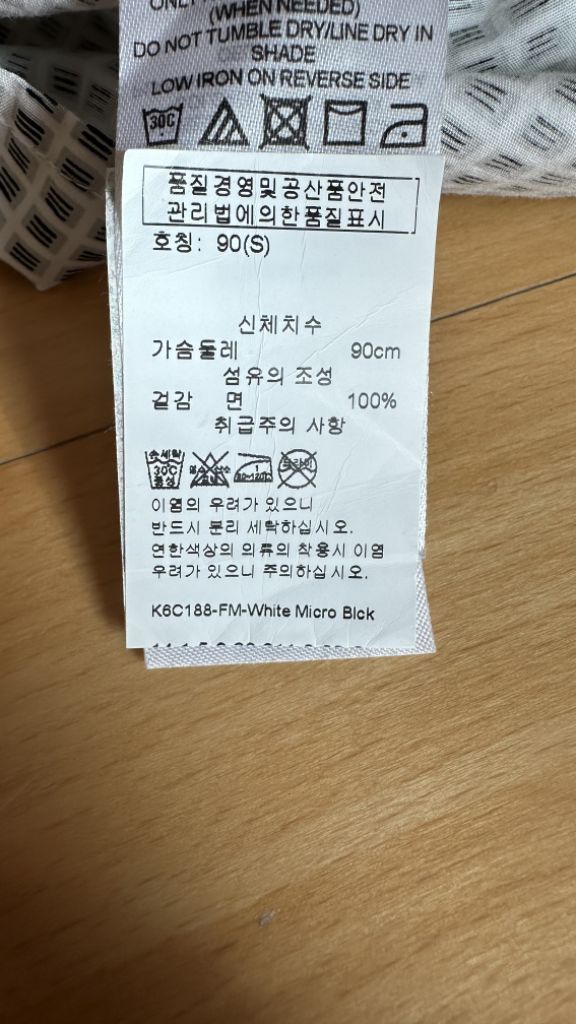 (WHEN NEEDED)
DO NOT TUMBLE DRY/LINE DRY IN
SHADE
LOW IRON ON REVERSE SIDE
30C
품질경영및공산품안전
관리법에의한품질표시
호칭: 90(S)
신체치수
가슴둘레 90cm
섬유의 조성
겉감 면 100%
취급주의 사항
손세탁
30℃
중성
80~120℃
드라이
이염의 우려가 있으니
반드시 분리 세탁하십시오.
연한색상의 의류의 착용시 이염
우려가 있으니 주의하십시오.
K6C188-FM-White Micro Blck